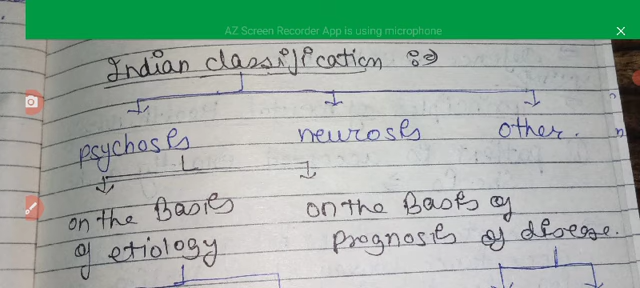 AZ Screen Recorder App is using microphone
Indian classification :⇒
psychoses neuroses other.
on the Basis on the Basis of
of etiology prognosis of disease.